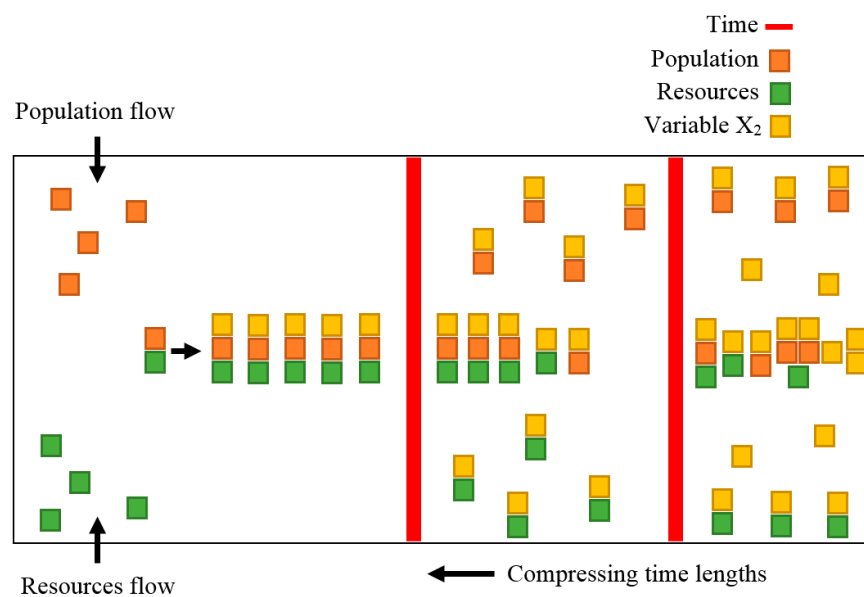 Time
Population
Resources
Variable X₂
Population flow
Resources flow
Compressing time lengths